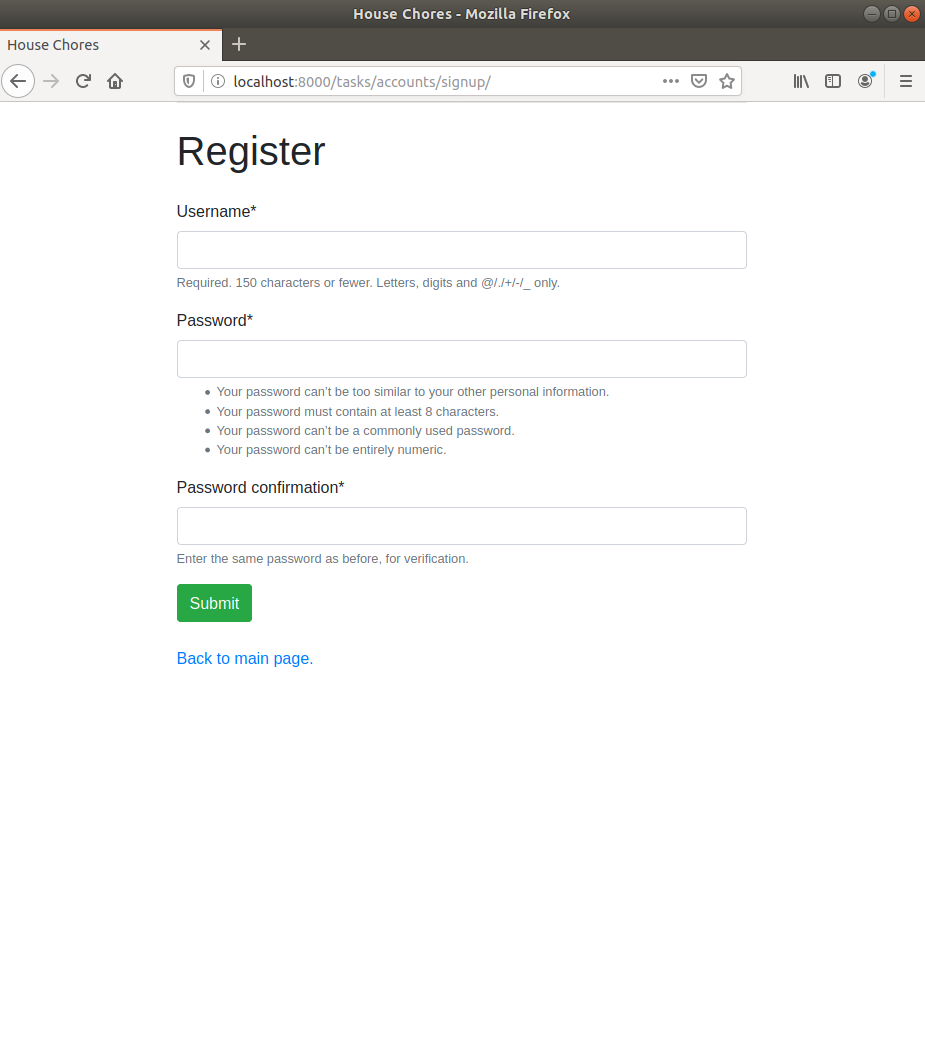 House Chores - Mozilla Firefox
House Chores
localhost:8000/tasks/accounts/signup/
Register
Username*
Required. 150 characters or fewer. Letters, digits and @/./+/-/_ only.
Password*
Your password can’t be too similar to your other personal information.
Your password must contain at least 8 characters.
Your password can’t be a commonly used password.
Your password can’t be entirely numeric.
Password confirmation*
Enter the same password as before, for verification.
Submit
Back to main page.